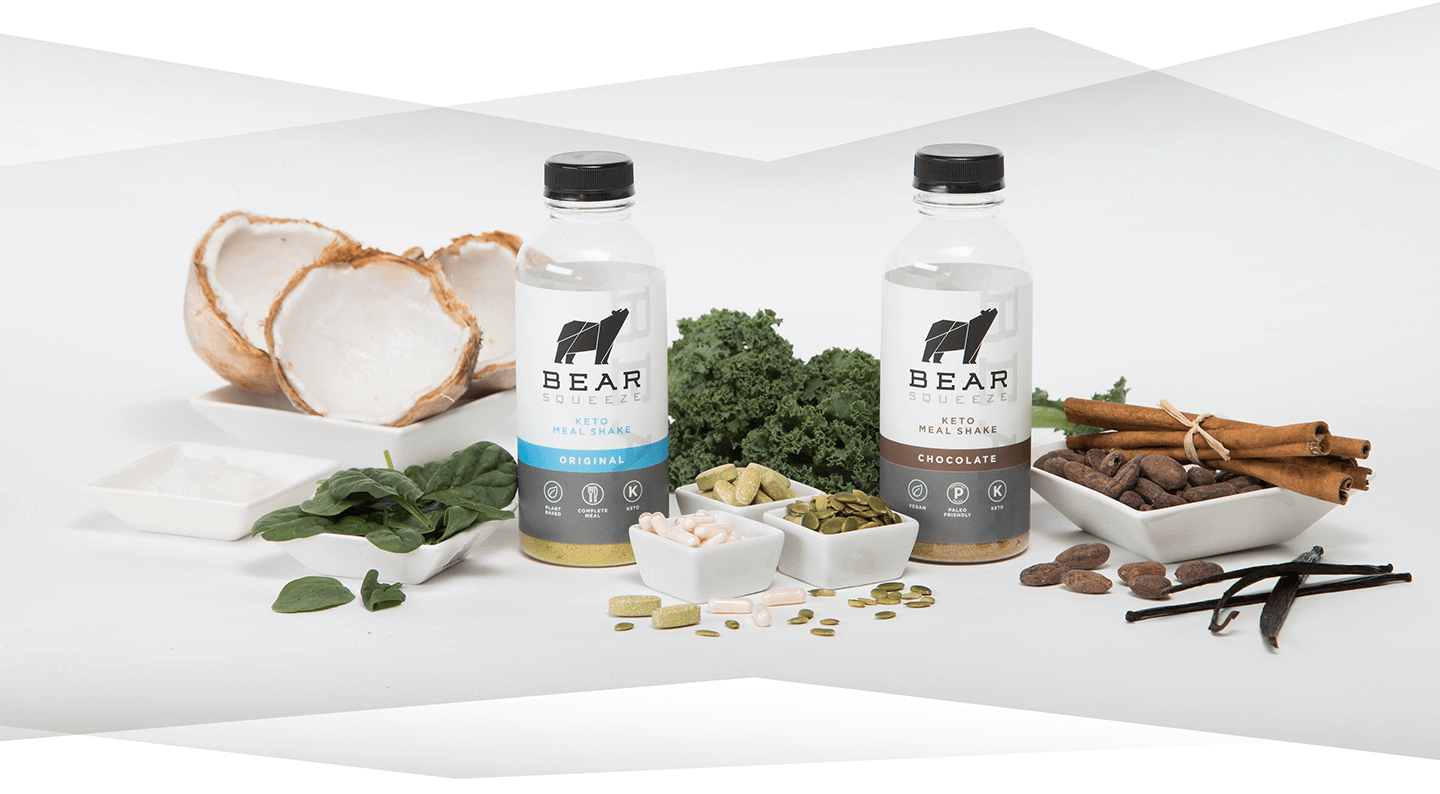 BEAR
SQUEEZE
KETO
MEAL SHAKE
ORIGINAL
PLANT
BASED
COMPLETE
MEAL
KETO
BEAR
SQUEEZE
KETO
MEAL SHAKE
CHOCOLATE
VEGAN
PALEO
FRIENDLY
KETO